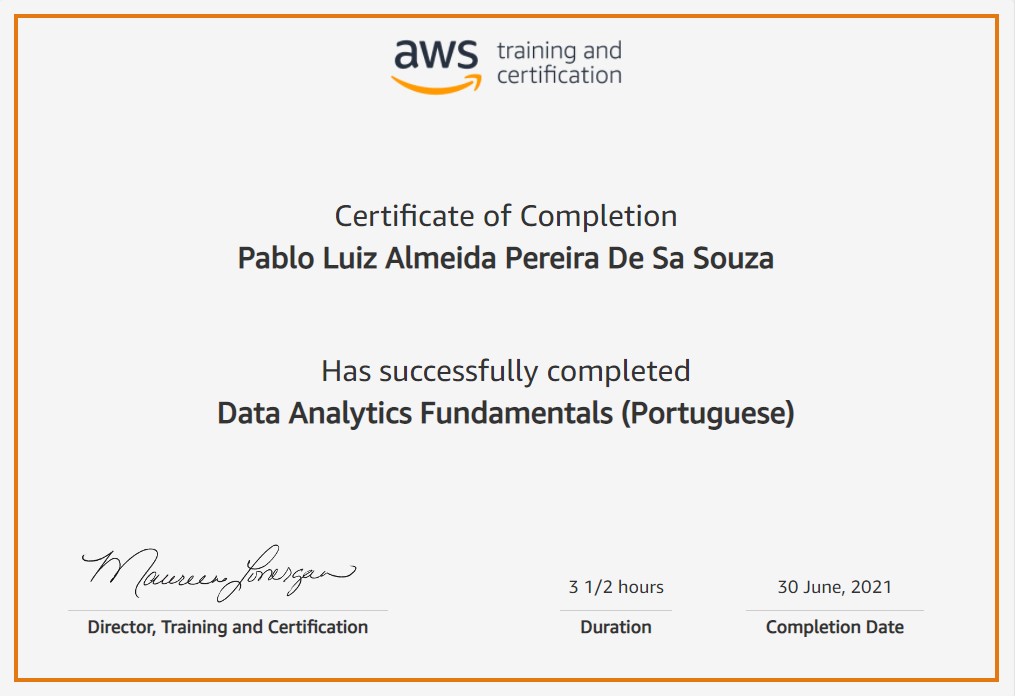 aws training and
certification
Certificate of Completion
Pablo Luiz Almeida Pereira De Sa Souza
Has successfully completed
Data Analytics Fundamentals (Portuguese)
Maureen Lonergan
Director, Training and Certification
3 1/2 hours
Duration
30 June, 2021
Completion Date